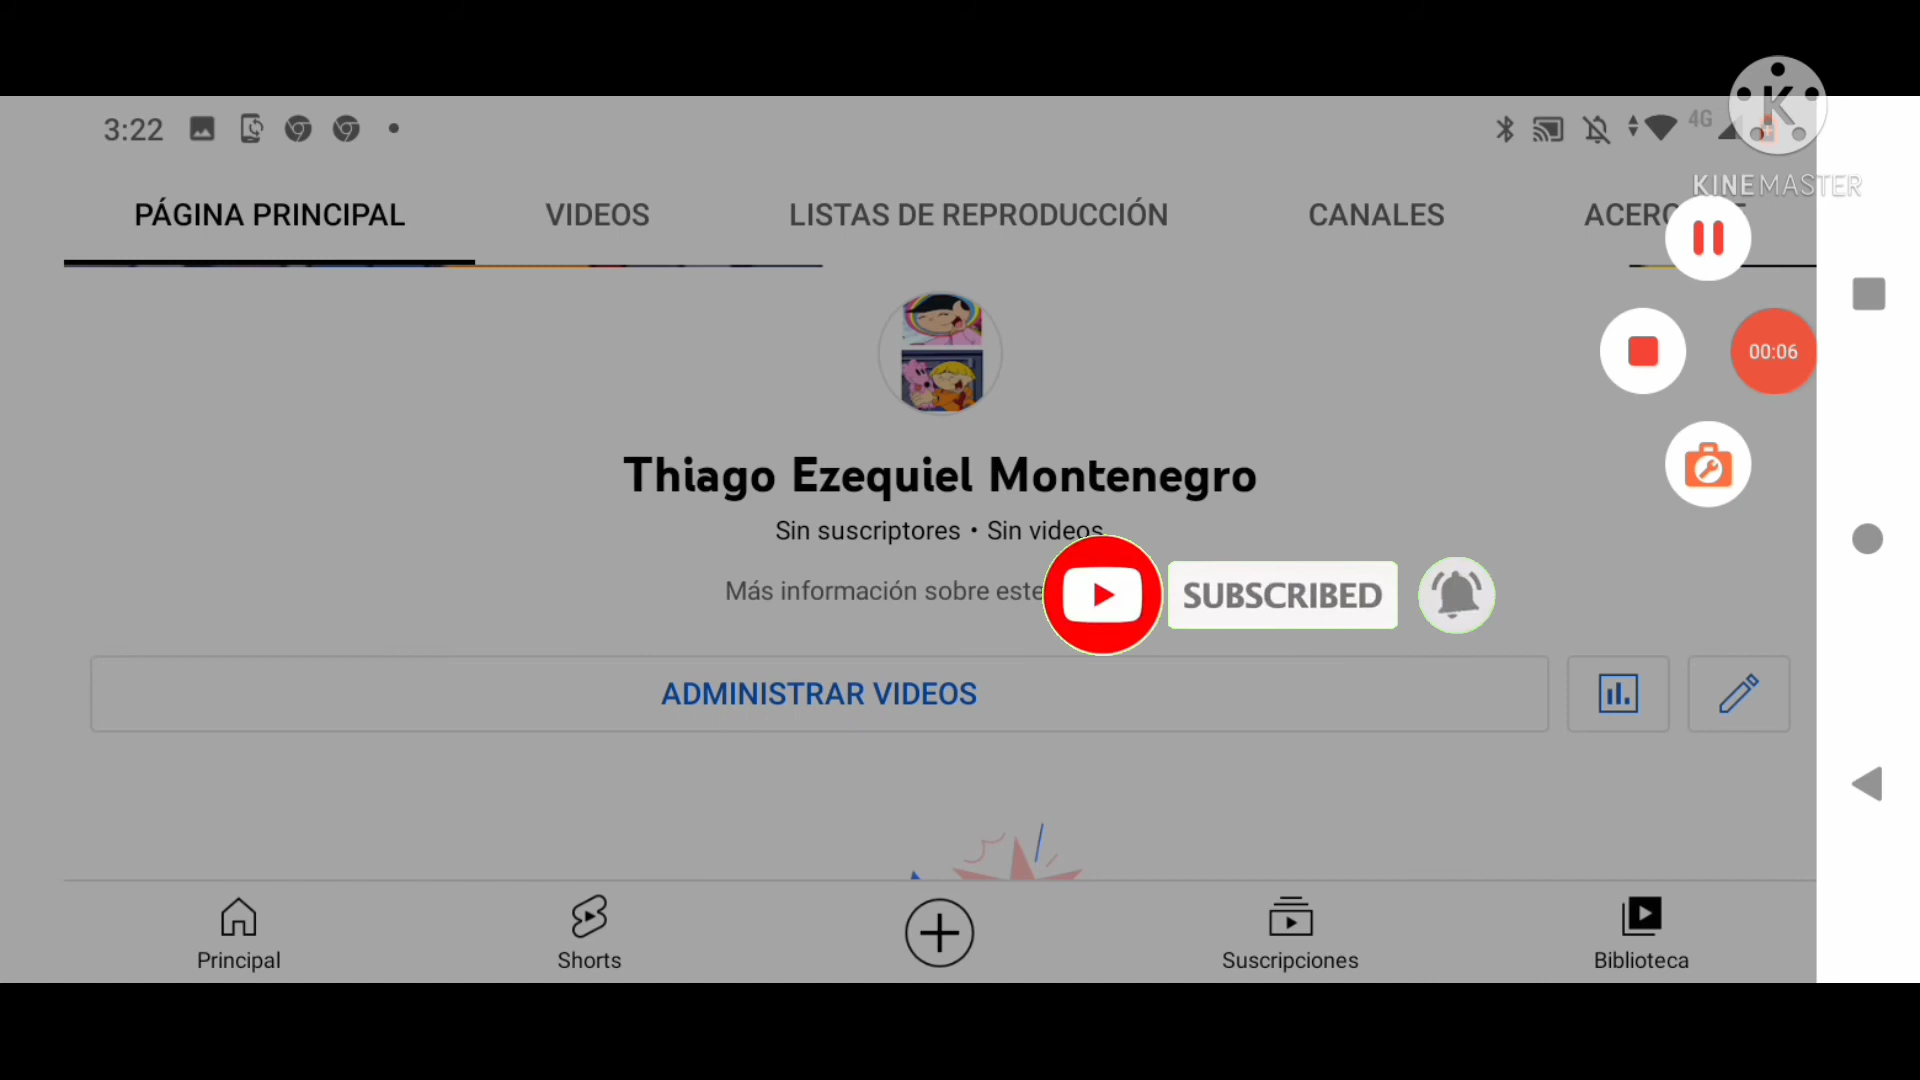 3:22
4G
KINEMASTER
PÁGINA PRINCIPAL
VIDEOS
LISTAS DE REPRODUCCIÓN
CANALES
00:06
Thiago Ezequiel Montenegro
Sin suscriptores • Sin videos
Más información sobre este
SUBSCRIBED
ADMINISTRAR VIDEOS
Principal
Shorts
Suscripciones
Biblioteca